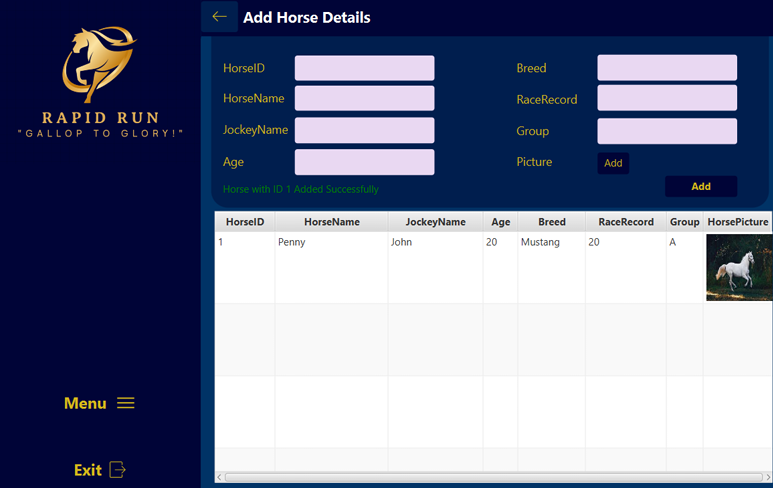 Add Horse Details
RAPID RUN
"GALLOP TO GLORY!"
HorseID
Breed
HorseName
RaceRecord
JockeyName
Group
Age
Picture
Add
Horse with ID 1 Added Successfully
Add
HorseID HorseName JockeyName Age Breed RaceRecord Group HorsePicture
1 Penny John 20 Mustang 20 A
Menu
Exit